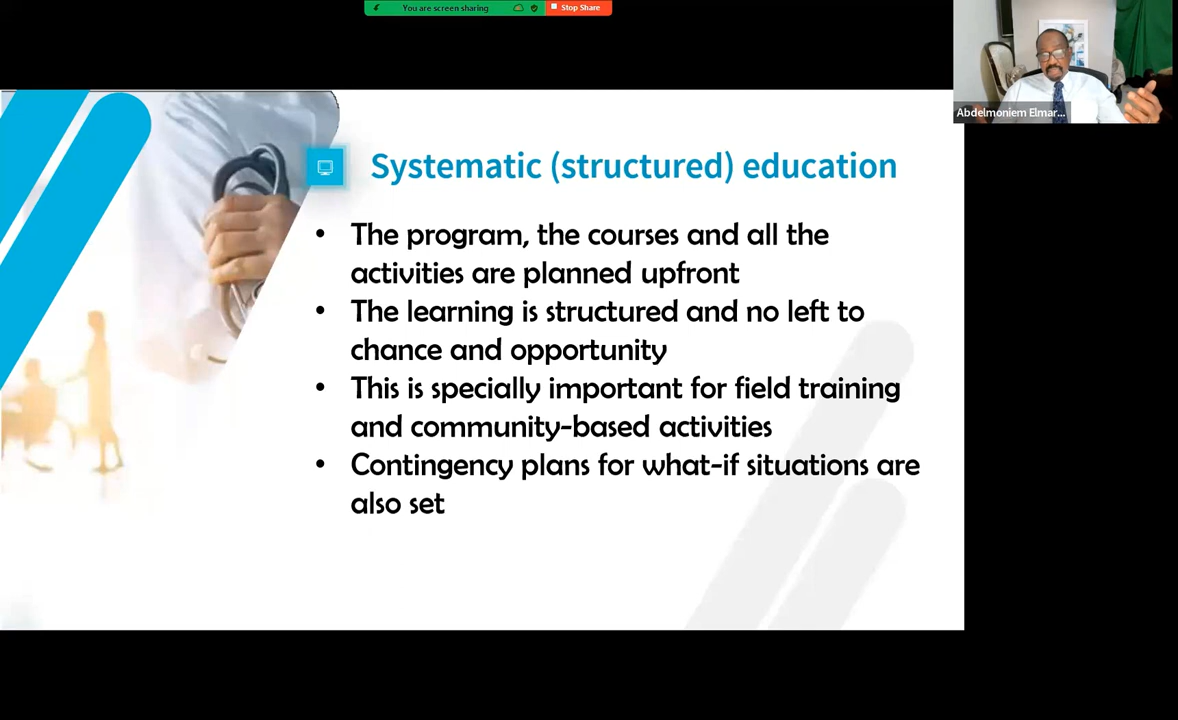 You are screen sharing
Stop Share
Abdelmoniem Elmar...
Systematic (structured) education
• The program, the courses and all the
activities are planned upfront
• The learning is structured and no left to
chance and opportunity
• This is specially important for field training
and community-based activities
• Contingency plans for what-if situations are
also set